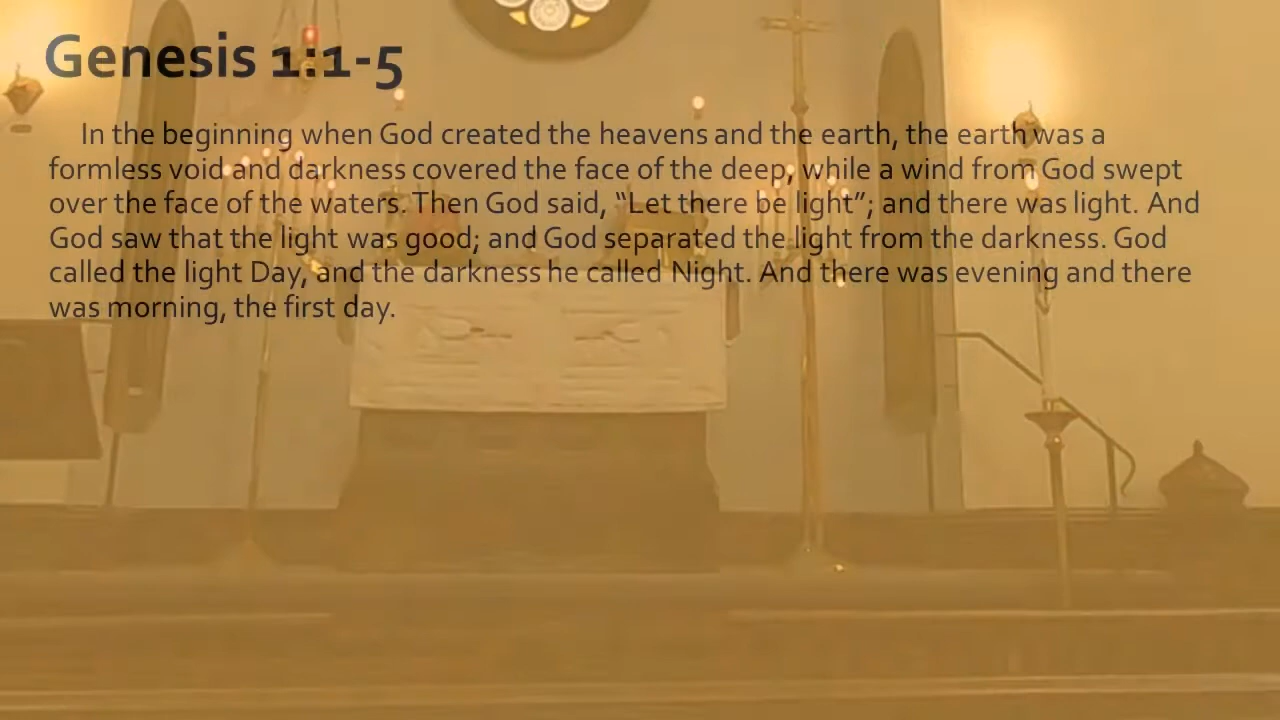 Genesis 1:1-5
In the beginning when God created the heavens and the earth, the earth was a
formless void and darkness covered the face of the deep, while a wind from God swept
over the face of the waters. Then God said, “Let there be light”; and there was light. And
God saw that the light was good; and God separated the light from the darkness. God
called the light Day, and the darkness he called Night. And there was evening and there
was morning, the first day.